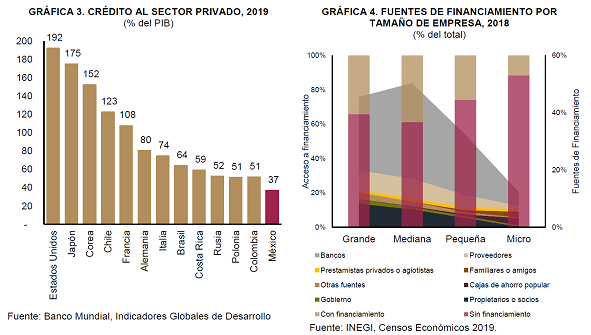 GRÁFICA 3. CRÉDITO AL SECTOR PRIVADO, 2019
(% del PIB)
200
180
160
140
120
100
80
60
40
20
-
192
175
152
123
108
80
74
64
59
52
51
51
37
Estados Unidos
Japón
Corea
Chile
Francia
Alemania
Italia
Brasil
Costa Rica
Rusia
Polonia
Colombia
México
Fuente: Banco Mundial, Indicadores Globales de Desarrollo
GRÁFICA 4. FUENTES DE FINANCIAMIENTO POR
TAMAÑO DE EMPRESA, 2018
(% del total)
Acceso a financiamiento
100%
80%
60%
40%
20%
0%
60%
40%
20%
0%
Fuentes de Financiamiento
Grande
Mediana
Pequeña
Micro
Bancos
Proveedores
Prestamistas privados o agiotistas
Familiares o amigos
Otras fuentes
Cajas de ahorro popular
Gobierno
Propietarios o socios
Con financiamiento
Sin financiamiento
Fuente: INEGI, Censos Económicos 2019.